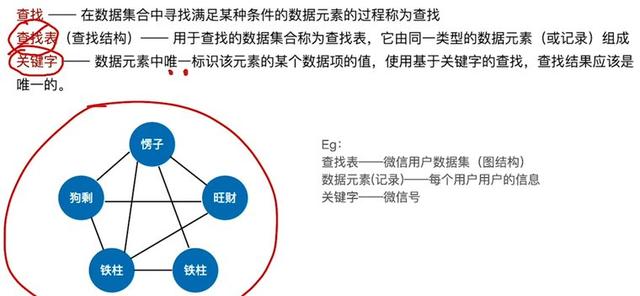 查找 —— 在数据集合中寻找满足某种条件的数据元素的过程称为查找
查找表（查找结构）—— 用于查找的数据集合称为查找表，它由同一类型的数据元素（或记录）组成
关键字 —— 数据元素中唯一标识该元素的某个数据项的值，使用基于关键字的查找，查找结果应该是
唯一的。
愣子
狗剩
旺财
铁柱
铁柱
Eg：
查找表——微信用户数据集（图结构）
数据元素(记录)——每个用户用户的信息
关键字——微信号